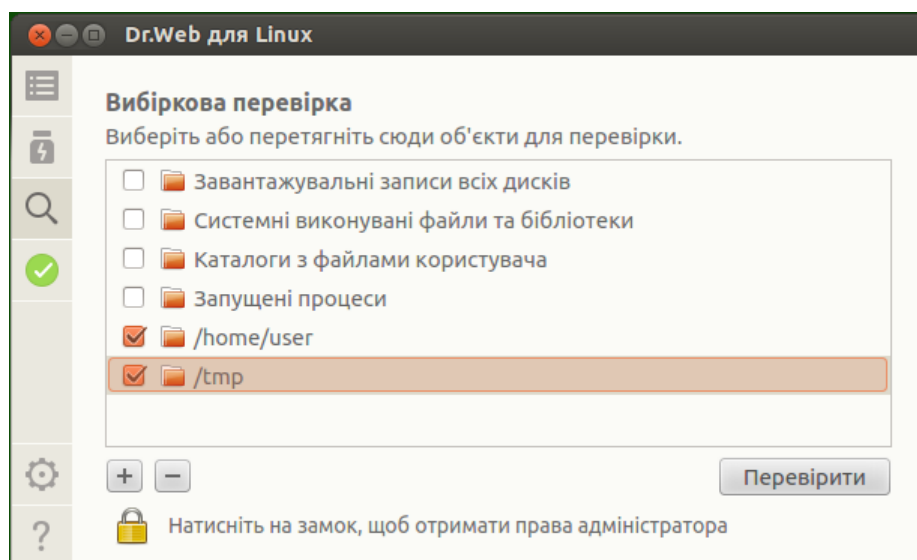 Dr.Web для Linux
Вибіркова перевірка
Виберіть або перетягніть сюди об'єкти для перевірки.
Завантажувальні записи всіх дисків
Системні виконувані файли та бібліотеки
Каталоги з файлами користувача
Запущені процеси
/home/user
/tmp
Перевірити
Натисніть на замок, щоб отримати права адміністратора